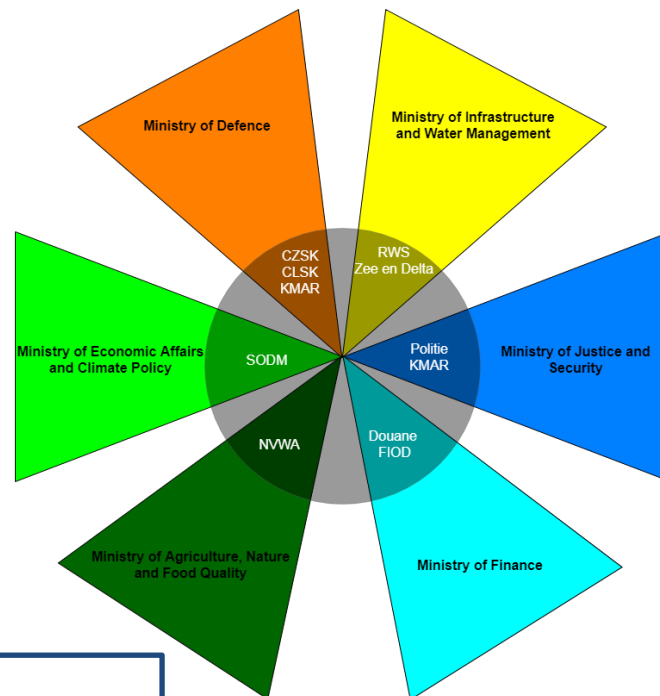 Ministry of Defence
Ministry of Infrastructure
and Water Management
CZSK
CLSK
KMAR
RWS
Zee en Delta
Ministry of Economic Affairs
and Climate Policy
SODM
Politie
KMAR
Ministry of Justice and
Security
NVWA
Douane
FIOD
Ministry of Agriculture, Nature
and Food Quality
Ministry of Finance